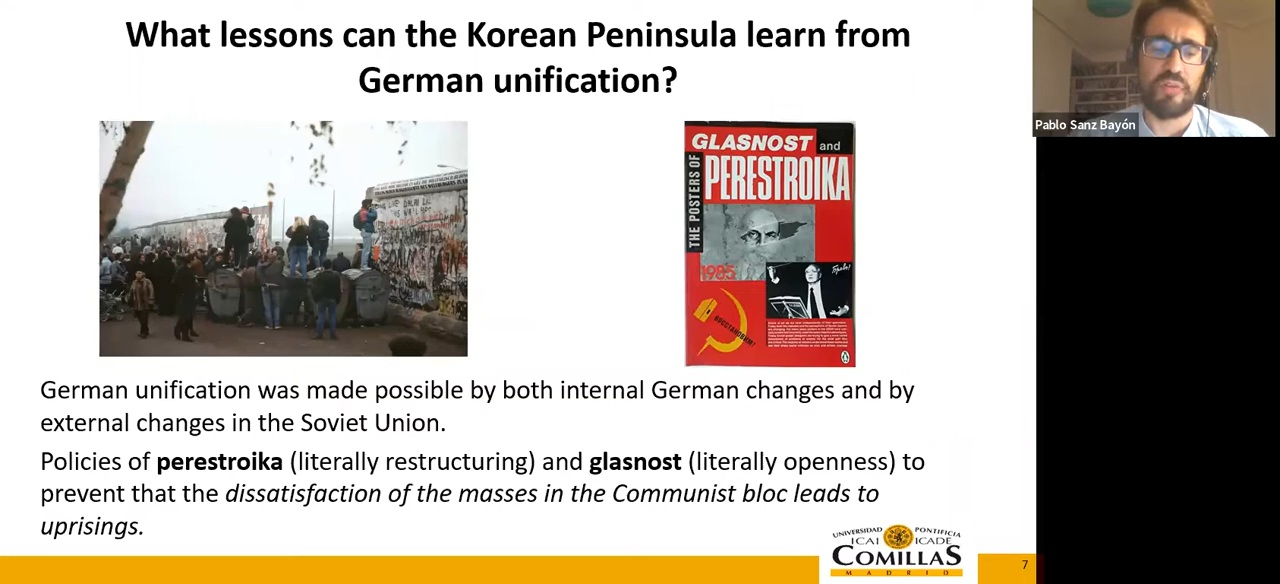 What lessons can the Korean Peninsula learn from
German unification?
Pablo Sanz Bayón
GLASNOST and
PERESTROIKA
THE POSTERS OF
1985
German unification was made possible by both internal German changes and by
external changes in the Soviet Union.
Policies of perestroika (literally restructuring) and glasnost (literally openness) to
prevent that the dissatisfaction of the masses in the Communist bloc leads to
uprisings.
UNIVERSIDAD PONTIFICIA
ICAI ICADE
COMILLAS
MADRID
7